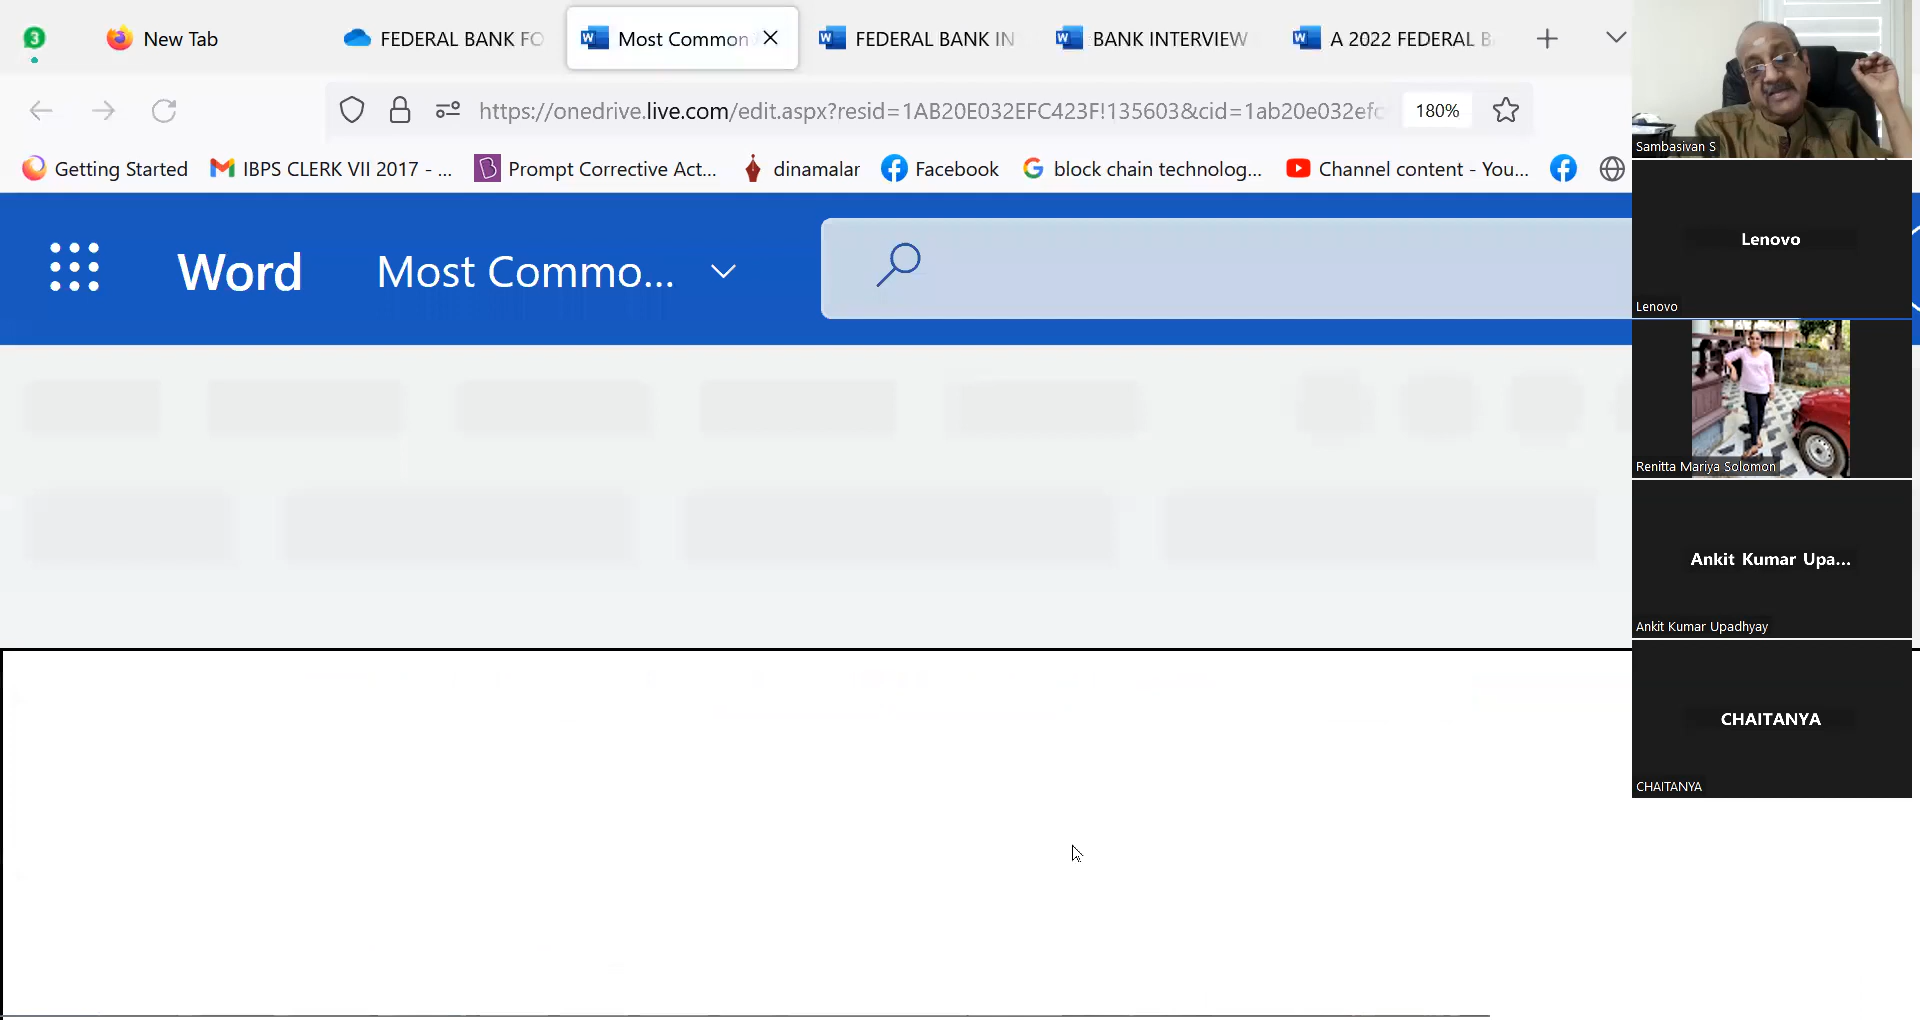 3
New Tab
FEDERAL BANK FO
Most Common
FEDERAL BANK IN
BANK INTERVIEW
A 2022 FEDERAL B
https://onedrive.live.com/edit.aspx?resid=1AB20E032EFC423F!135603&cid=1ab20e032efc
180%
Getting Started
IBPS CLERK VII 2017 - ...
Prompt Corrective Act...
dinamalar
Facebook
block chain technolog...
Channel content - You...
Word
Most Commo...
Sambasivan S
Lenovo
Lenovo
Renitta Mariya Solomon
Ankit Kumar Upa...
Ankit Kumar Upadhyay
CHAITANYA
CHAITANYA